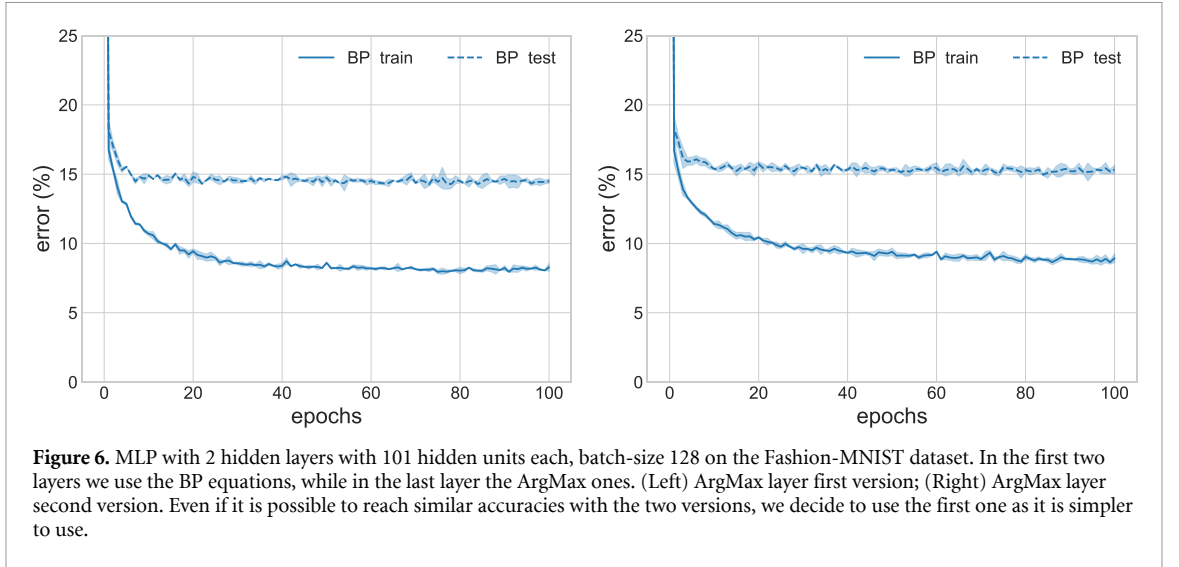 25
20
15
10
5
0
error (%)
BP train
BP test
0 20 40 60 80 100
epochs
25
20
15
10
5
0
error (%)
BP train
BP test
0 20 40 60 80 100
epochs
Figure 6. MLP with 2 hidden layers with 101 hidden units each, batch-size 128 on the Fashion-MNIST dataset. In the first two
layers we use the BP equations, while in the last layer the ArgMax ones. (Left) ArgMax layer first version; (Right) ArgMax layer
second version. Even if it is possible to reach similar accuracies with the two versions, we decide to use the first one as it is simpler
to use.